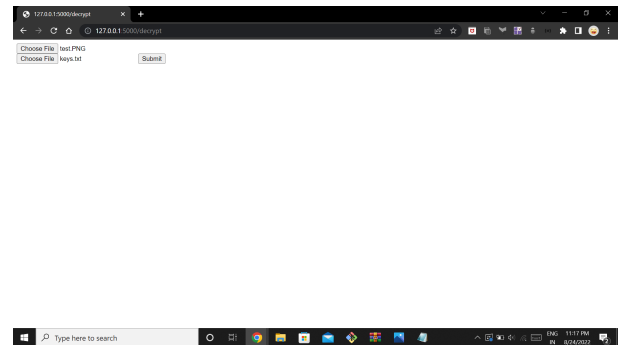 127.0.0.1:5000/decrypt
127.0.0.1:5000/decrypt
Choose File test.PNG
Choose File keys.txt Submit
Type here to search
ENG 11:17 PM
IN 8/24/2022